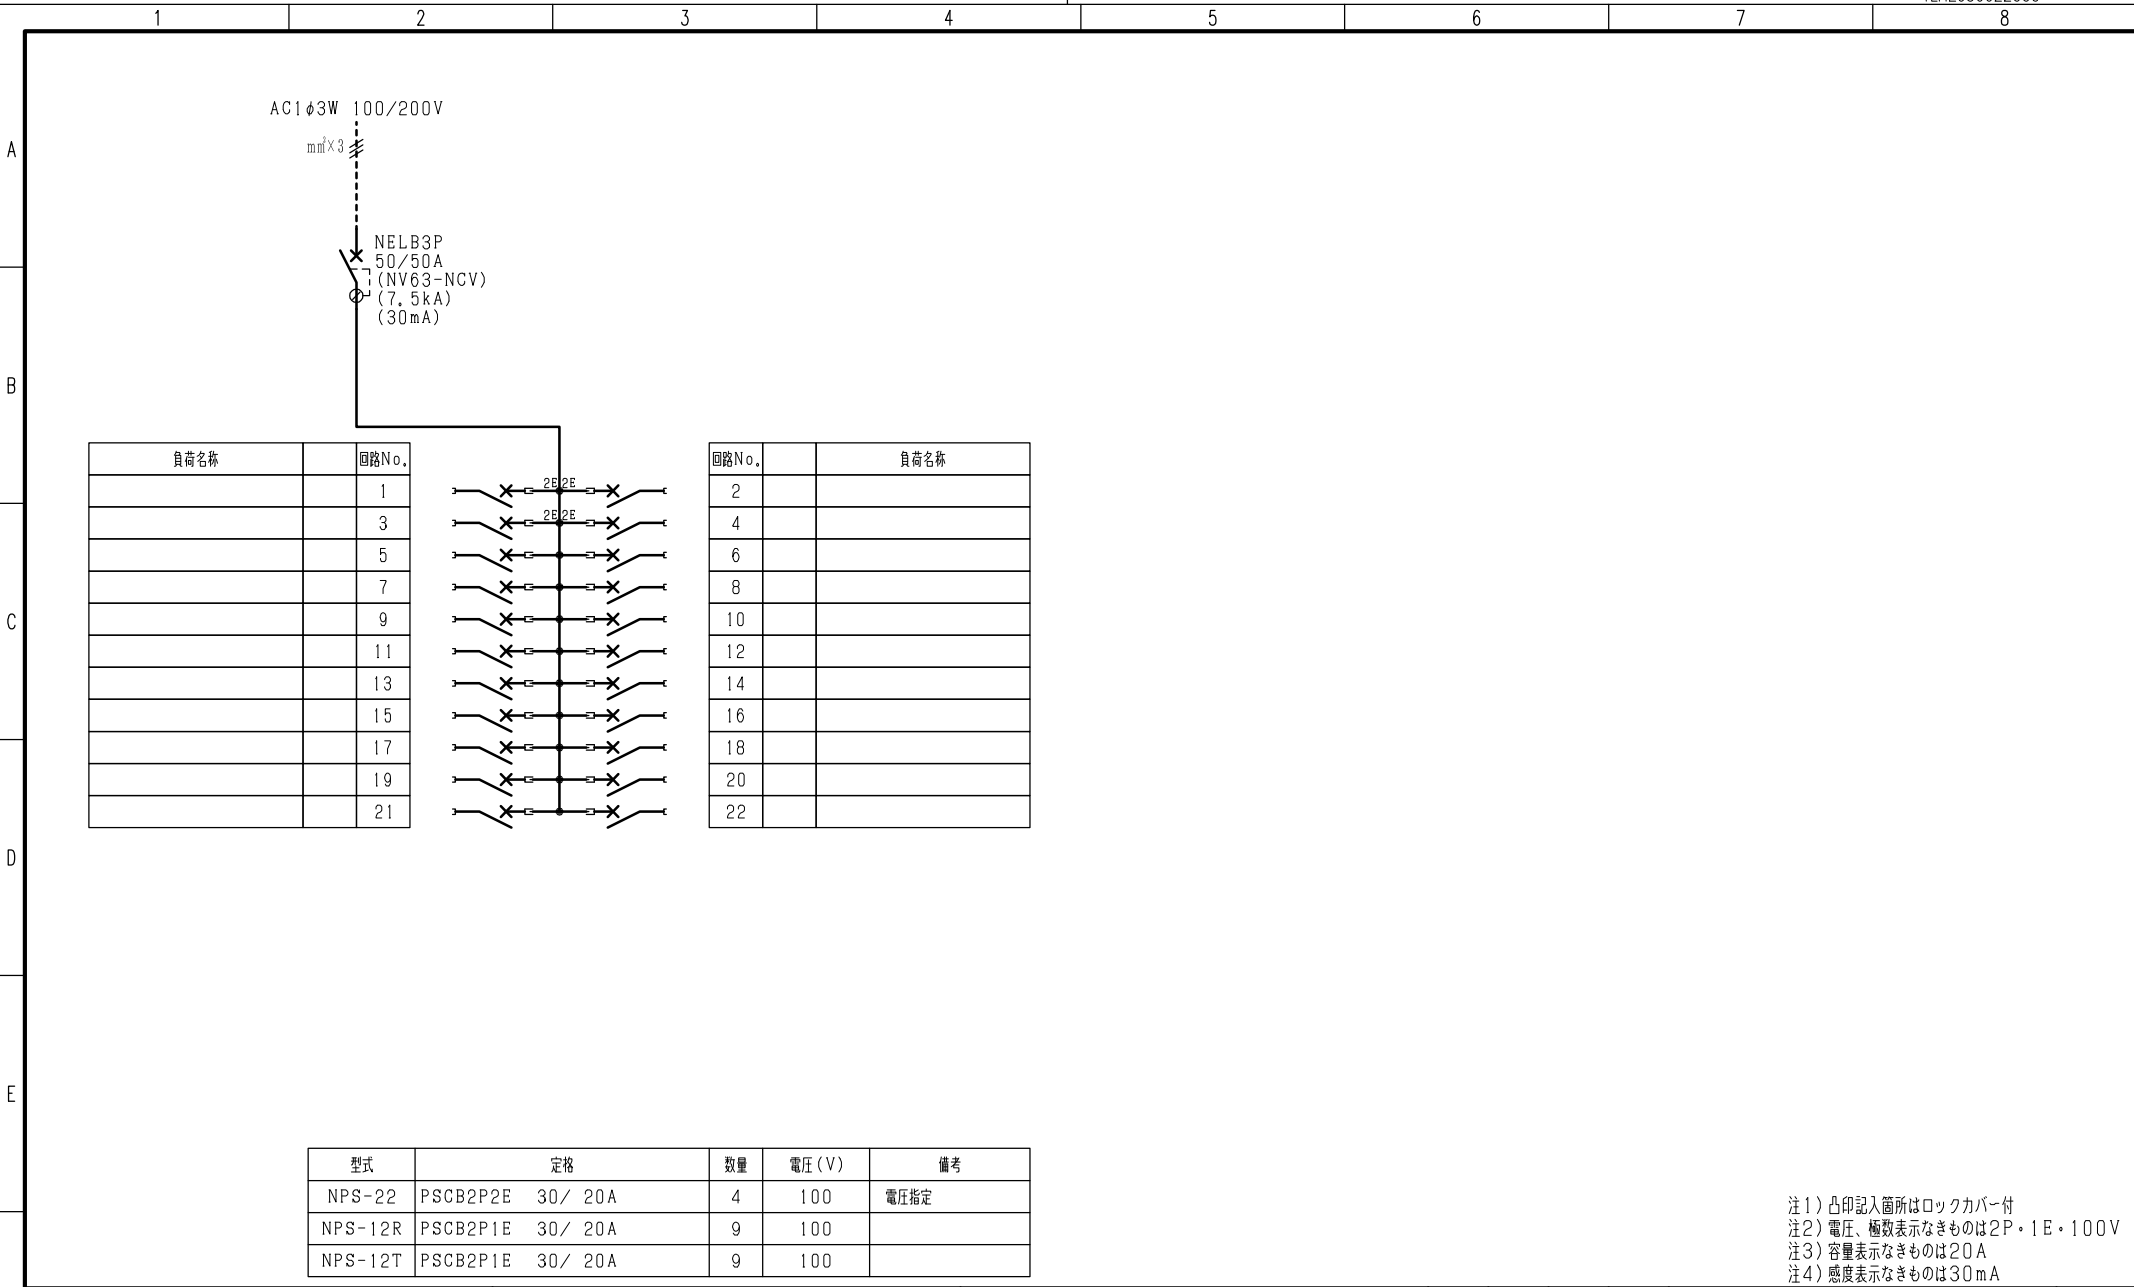 1 2 3 4 5 6 7 8
A
B
C
D
E
AC1φ3W 100/200V
mm²×3
NELB3P
50/50A
(NV63-NCV)
(7.5kA)
(30mA)
負荷名称 回路No. 回路No. 負荷名称
1 2E 2E 2
3 2E 2E 4
5 6
7 8
9 10
11 12
13 14
15 16
17 18
19 20
21 22
型式 定格 数量 電圧(V) 備考
NPS-22 PSCB2P2E 30/ 20A 4 100 電圧指定
NPS-12R PSCB2P1E 30/ 20A 9 100
NPS-12T PSCB2P1E 30/ 20A 9 100
注1)凸印記入箇所はロックカバー付
注2)電圧、極数表示なきものは2P・1E・100V
注3)容量表示なきものは20A
注4)感度表示なきものは30mA